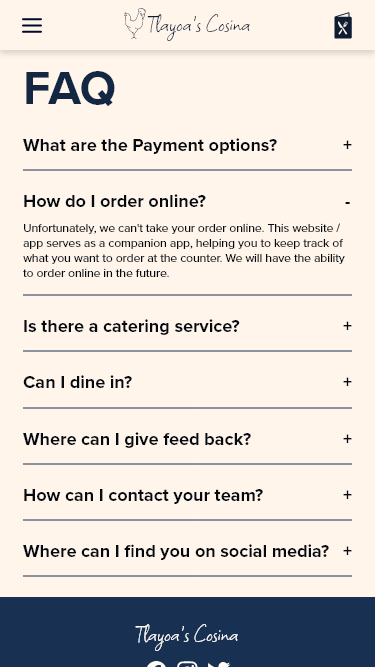 Tlayoa's Cosina
FAQ
What are the Payment options? +
How do I order online? -
Unfortunately, we can't take your order online. This website /
app serves as a companion app, helping you to keep track of
what you want to order at the counter. We will have the ability
to order online in the future.
Is there a catering service? +
Can I dine in? +
Where can I give feed back? +
How can I contact your team? +
Where can I find you on social media? +
Tlayoa's Cosina